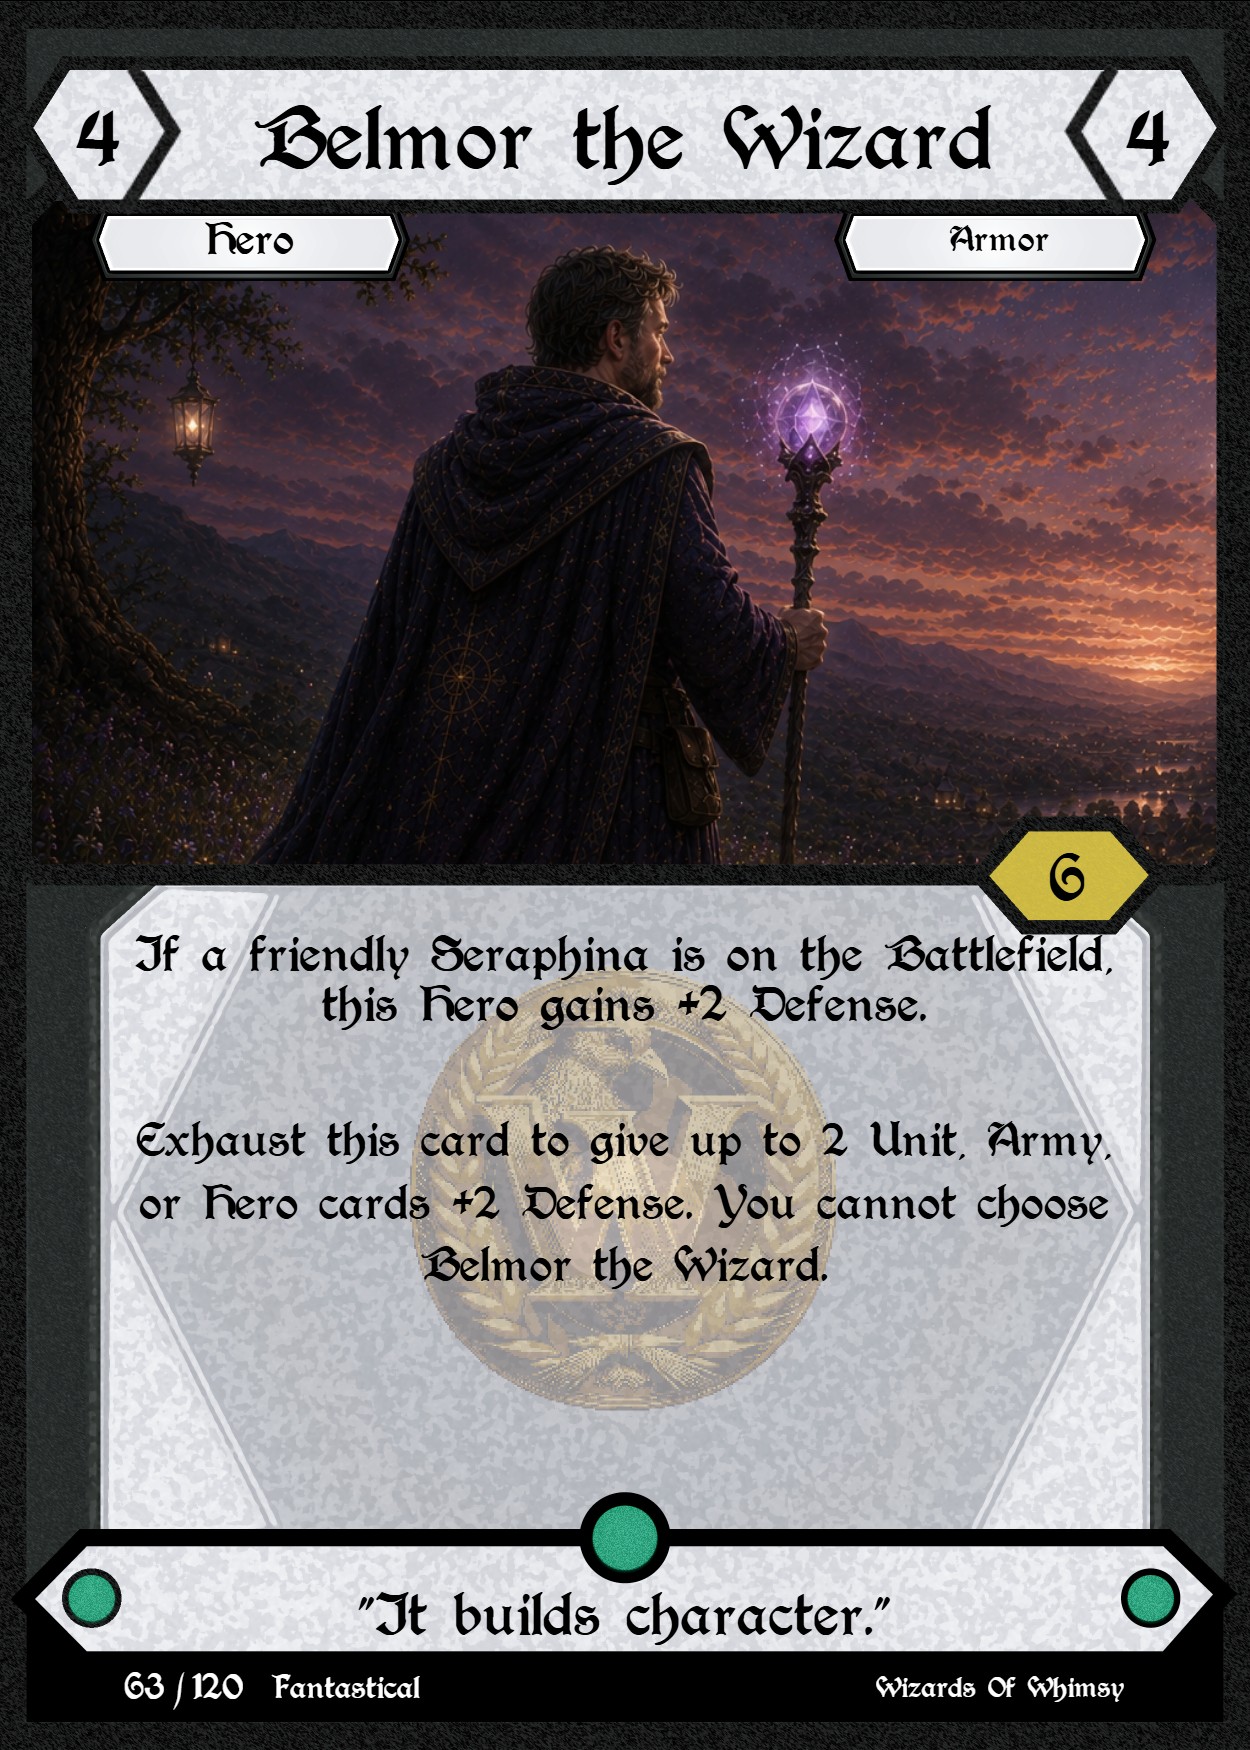 4 Belmor the Wizard 4
Hero Armor
6
If a friendly Seraphina is on the Battlefield,
this Hero gains +2 Defense.
Exhaust this card to give up to 2 Unit, Army,
or Hero cards +2 Defense. You cannot choose
Belmor the Wizard.
W
"It builds character."
63 / 120 Fantastical Wizards Of Whimsy